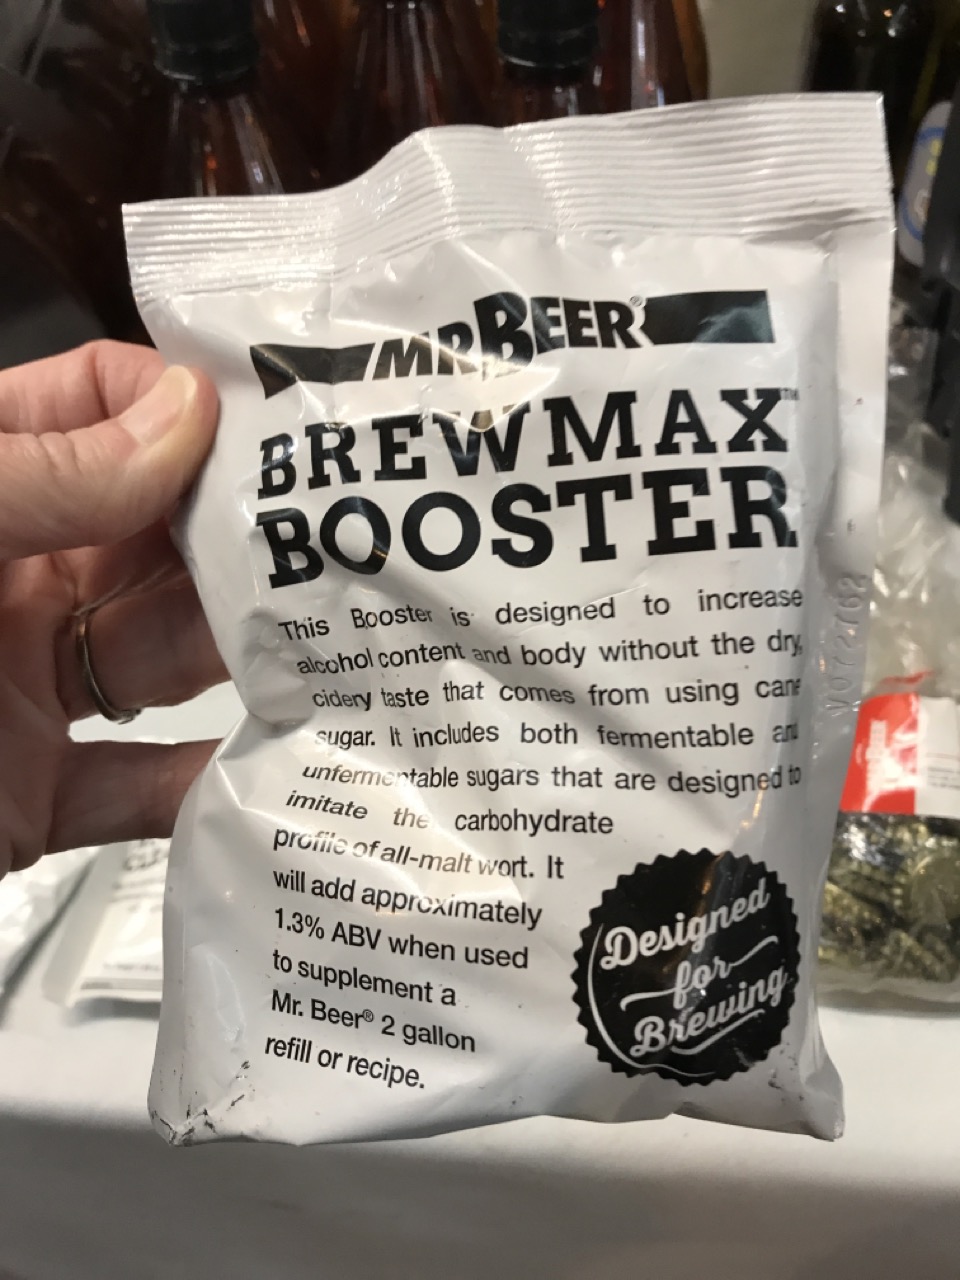 MR.BEER®
BREWMAX™
BOOSTER
This Booster is designed to increase
alcohol content and body without the dry,
cidery taste that comes from using cane
sugar. It includes both fermentable and
unfermentable sugars that are designed to
imitate the carbohydrate
profile of all-malt wort. It
will add approximately
1.3% ABV when used
to supplement a
Mr. Beer® 2 gallon
refill or recipe.
Designed
for
Brewing
V072762